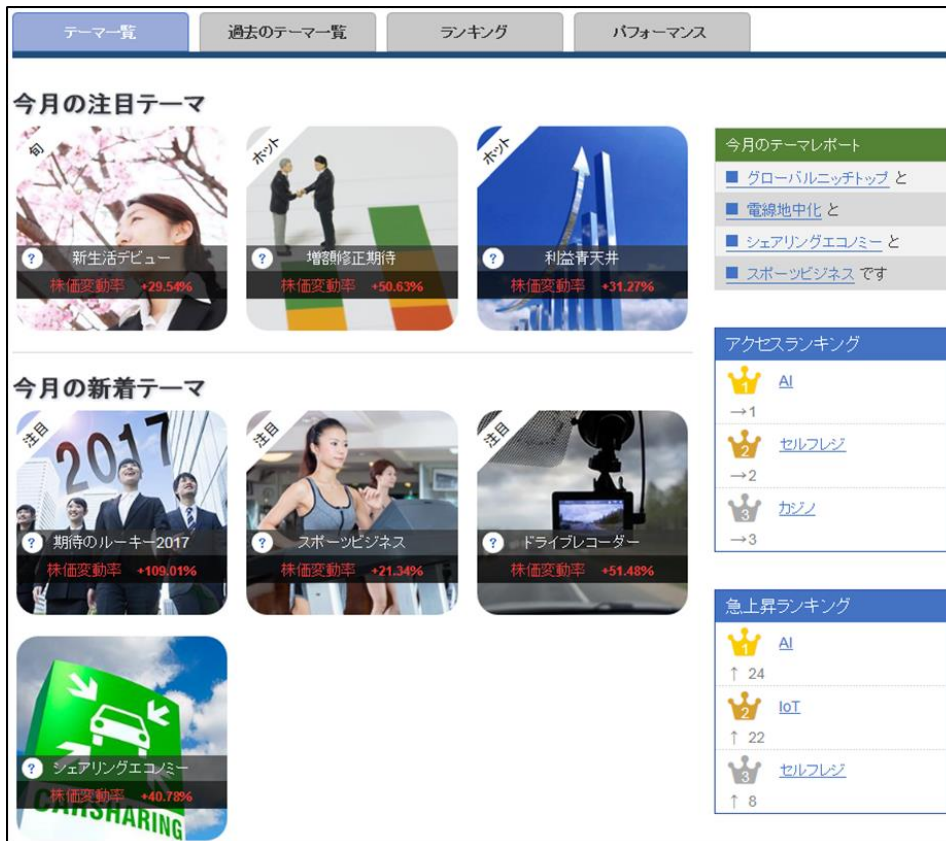 テーマ一覧
過去のテーマ一覧
ランキング
パフォーマンス
今月の注目テーマ
旬
? 新生活デビュー
株価変動率 +29.54%
ホット
? 増額修正期待
株価変動率 +50.63%
ホット
? 利益青天井
株価変動率 +31.27%
今月の新着テーマ
注目
2017
? 期待のルーキー2017
株価変動率 +109.01%
注目
? スポーツビジネス
株価変動率 +21.34%
注目
? ドライブレコーダー
株価変動率 +51.48%
? シェアリングエコノミー
株価変動率 +40.78%
CARSHARING
今月のテーマレポート
■ グローバルニッチトップ と
■ 電線地中化 と
■ シェアリングエコノミー と
■ スポーツビジネス です
アクセスランキング
1 AI
→1
2 セルフレジ
→2
3 カジノ
→3
急上昇ランキング
1 AI
↑ 24
2 IoT
↑ 22
3 セルフレジ
↑ 8